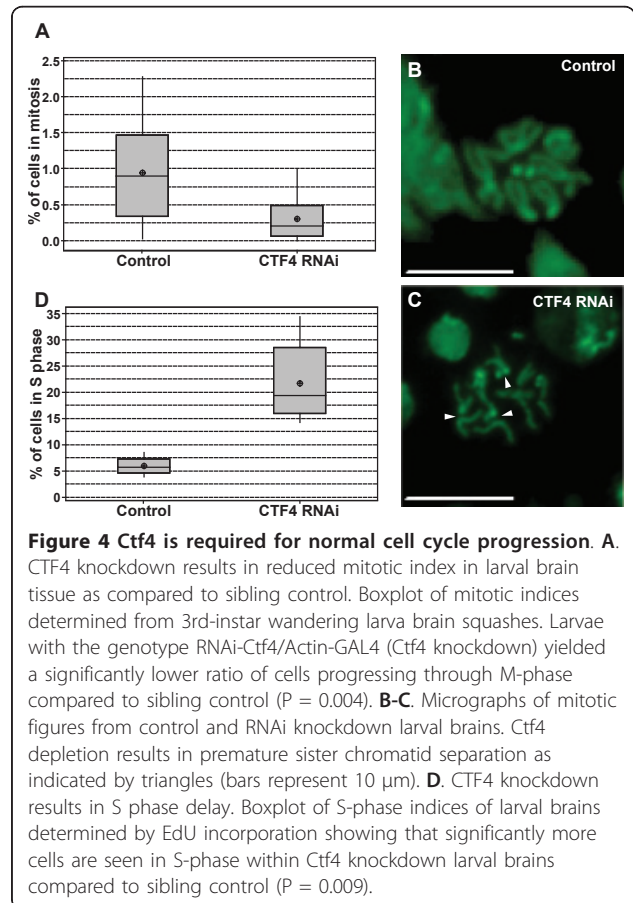 A
% of cells in mitosis
2.5
2.0
1.5
1.0
0.5
0.0
Control
CTF4 RNAi
B
Control
D
% of cells in S phase
35
30
25
20
15
10
5
0
Control
CTF4 RNAi
C
CTF4 RNAi
Figure 4 Ctf4 is required for normal cell cycle progression. A.
CTF4 knockdown results in reduced mitotic index in larval brain
tissue as compared to sibling control. Boxplot of mitotic indices
determined from 3rd-instar wandering larva brain squashes. Larvae
with the genotype RNAi-Ctf4/Actin-GAL4 (Ctf4 knockdown) yielded
a significantly lower ratio of cells progressing through M-phase
compared to sibling control (P = 0.004). B-C. Micrographs of mitotic
figures from control and RNAi knockdown larval brains. Ctf4
depletion results in premature sister chromatid separation as
indicated by triangles (bars represent 10 μm). D. CTF4 knockdown
results in S phase delay. Boxplot of S-phase indices of larval brains
determined by EdU incorporation showing that significantly more
cells are seen in S-phase within Ctf4 knockdown larval brains
compared to sibling control (P = 0.009).